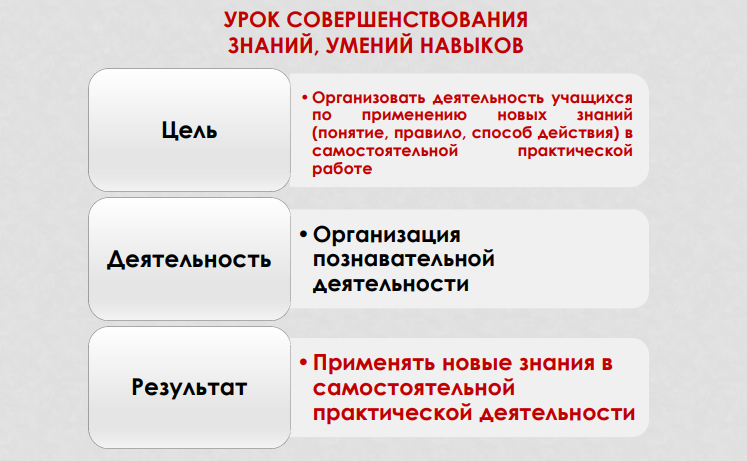 УРОК СОВЕРШЕНСТВОВАНИЯ
ЗНАНИЙ, УМЕНИЙ НАВЫКОВ
Цель
• Организовать деятельность учащихся
по применению новых знаний
(понятие, правило, способ действия) в
самостоятельной практической
работе
Деятельность
• Организация
познавательной
деятельности
Результат
• Применять новые знания в
самостоятельной
практической деятельности